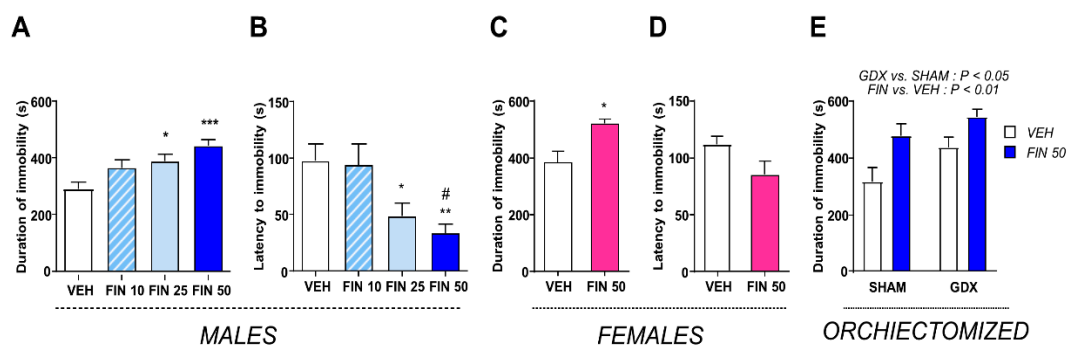 A
Duration of immobility (s)
600
400
200
0
***
*
VEH FIN 10 FIN 25 FIN 50
B
Latency to immobility (s)
150
100
50
0
*
#
**
VEH FIN 10 FIN 25 FIN 50
MALES
C
Duration of immobility (s)
600
400
200
0
*
VEH FIN 50
D
Latency to immobility (s)
150
100
50
0
VEH FIN 50
FEMALES
E
GDX vs. SHAM : P < 0.05
FIN vs. VEH : P < 0.01
Duration of immobility (s)
600
400
200
0
VEH
FIN 50
SHAM GDX
ORCHIECTOMIZED